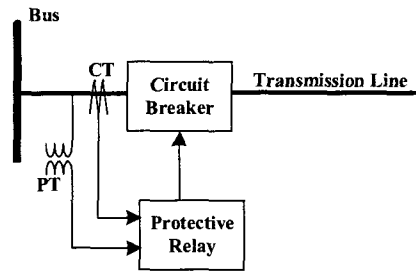 Bus
CT
Circuit
Breaker
Transmission Line
PT
Protective
Relay